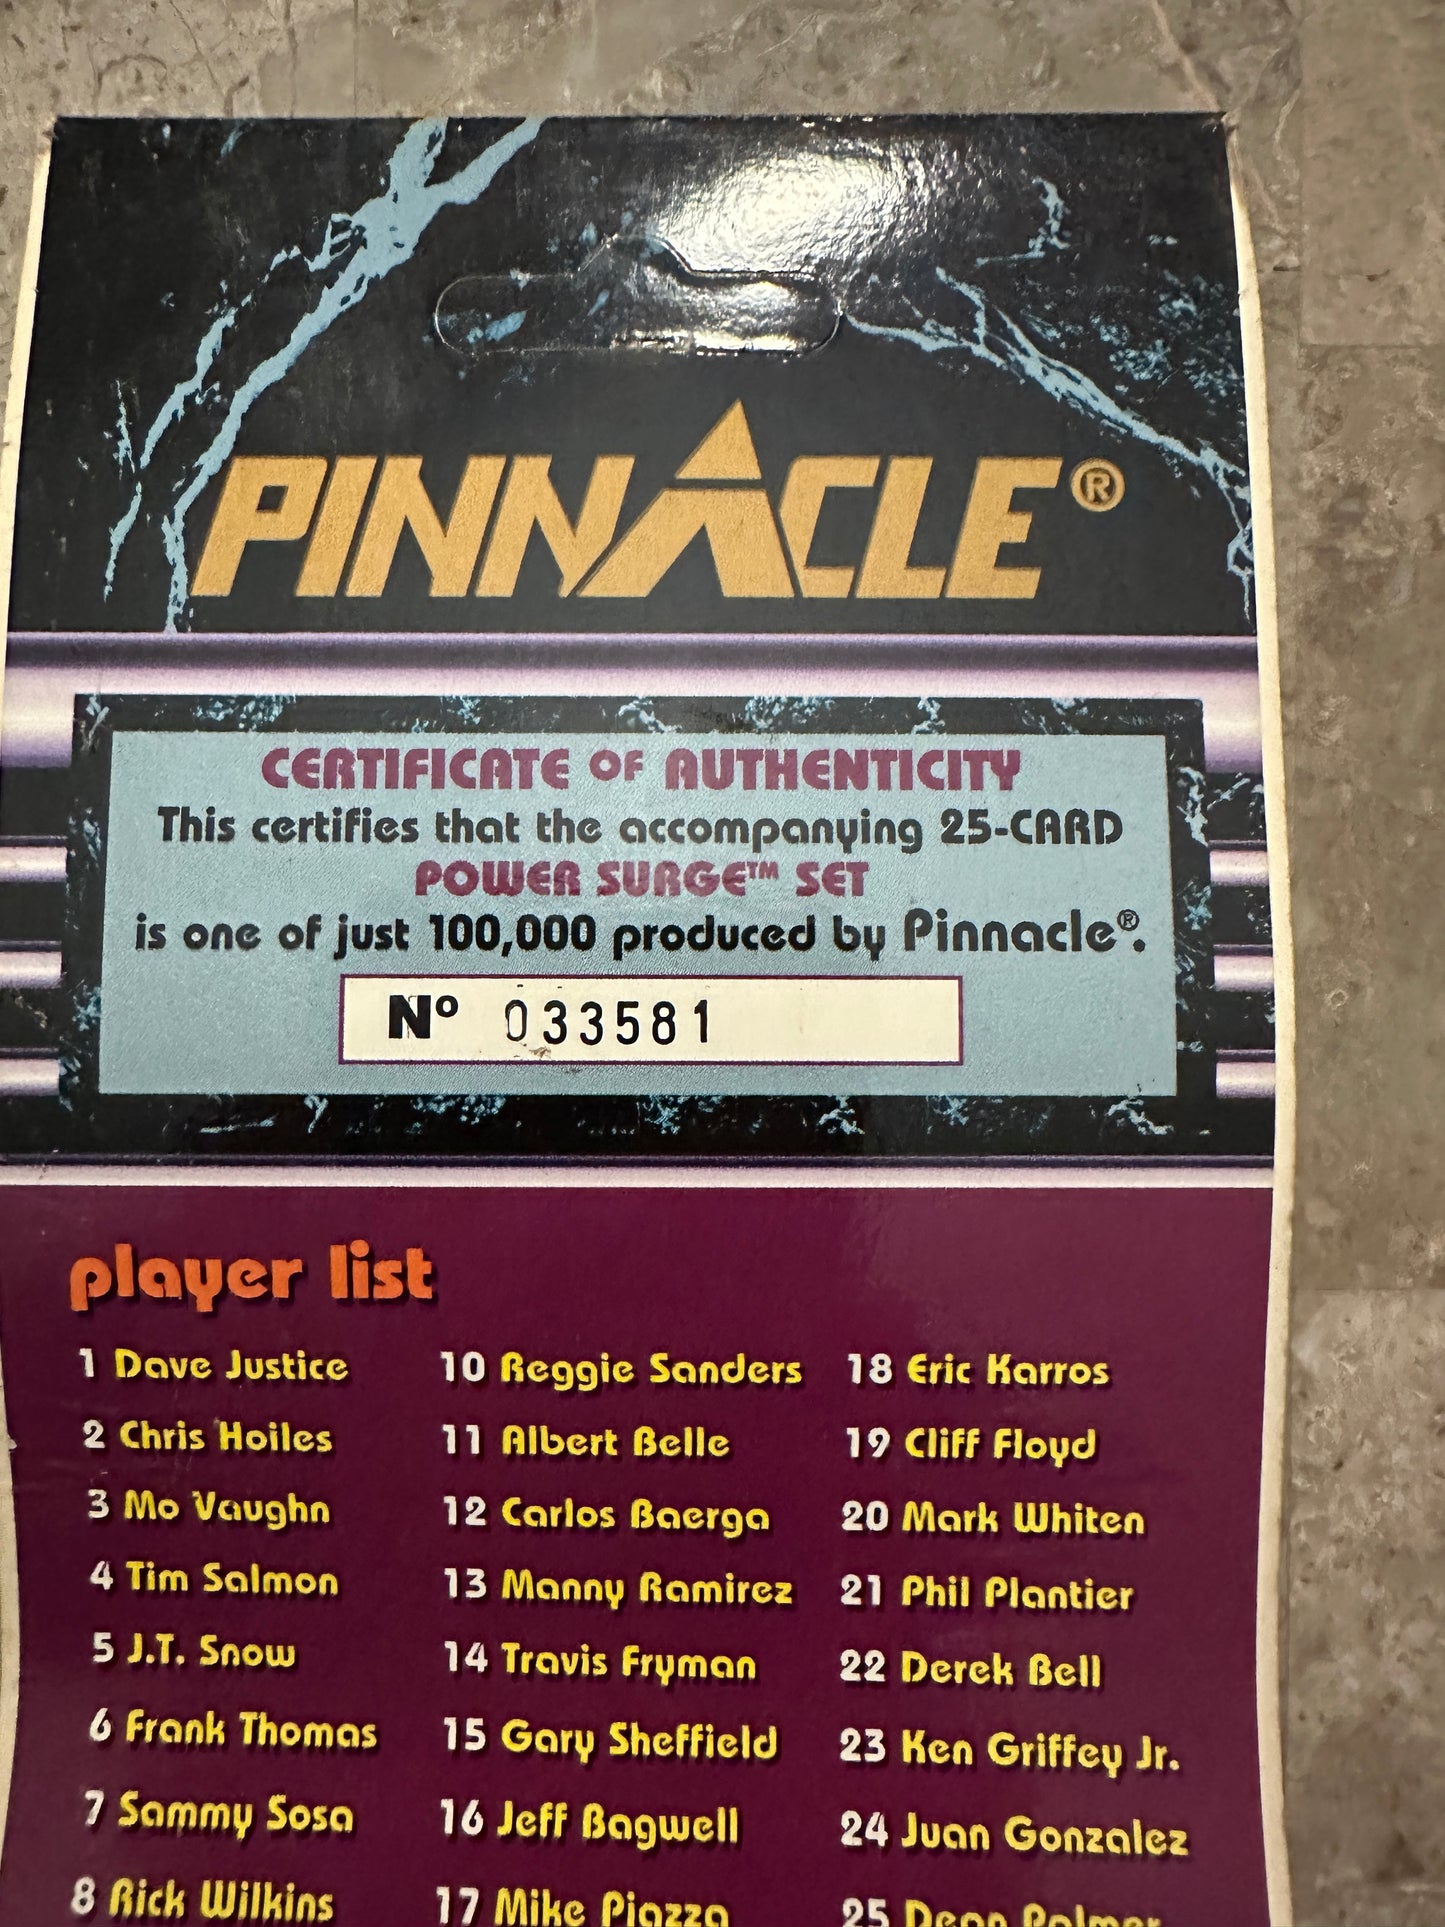 PINNACLE®
CERTIFICATE OF AUTHENTICITY
This certifies that the accompanying 25-CARD
POWER SURGE™ SET
is one of just 100,000 produced by Pinnacle®.
Nº 033581
player list
1 Dave Justice
2 Chris Hoiles
3 Mo Vaughn
4 Tim Salmon
5 J.T. Snow
6 Frank Thomas
7 Sammy Sosa
8 Rick Wilkins
10 Reggie Sanders
11 Albert Belle
12 Carlos Baerga
13 Manny Ramirez
14 Travis Fryman
15 Gary Sheffield
16 Jeff Bagwell
17 Mike Piazza
18 Eric Karros
19 Cliff Floyd
20 Mark Whiten
21 Phil Plantier
22 Derek Bell
23 Ken Griffey Jr.
24 Juan Gonzalez
25 Dean Palmer